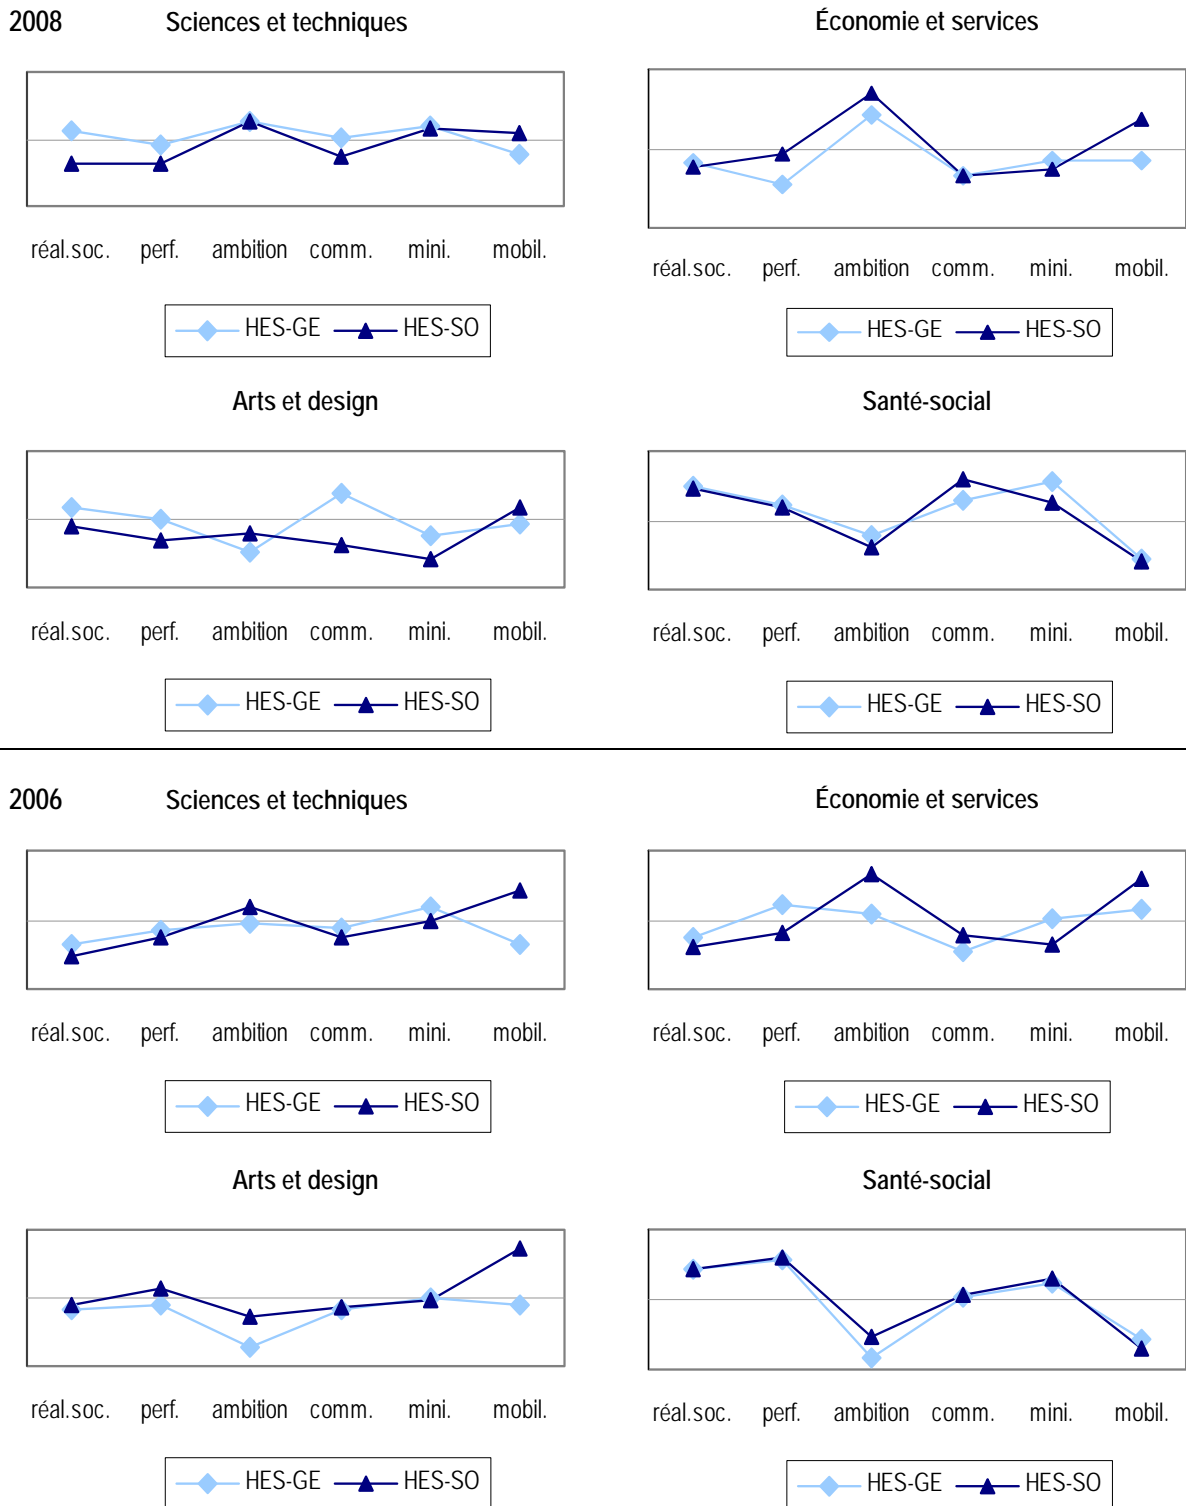 2008 Sciences et techniques Économie et services
réal.soc. perf. ambition comm. mini. mobil. réal.soc. perf. ambition comm. mini. mobil.
HES-GE HES-SO HES-GE HES-SO
Arts et design Santé-social
réal.soc. perf. ambition comm. mini. mobil. réal.soc. perf. ambition comm. mini. mobil.
HES-GE HES-SO HES-GE HES-SO
2006 Sciences et techniques Économie et services
réal.soc. perf. ambition comm. mini. mobil. réal.soc. perf. ambition comm. mini. mobil.
HES-GE HES-SO HES-GE HES-SO
Arts et design Santé-social
réal.soc. perf. ambition comm. mini. mobil. réal.soc. perf. ambition comm. mini. mobil.
HES-GE HES-SO HES-GE HES-SO